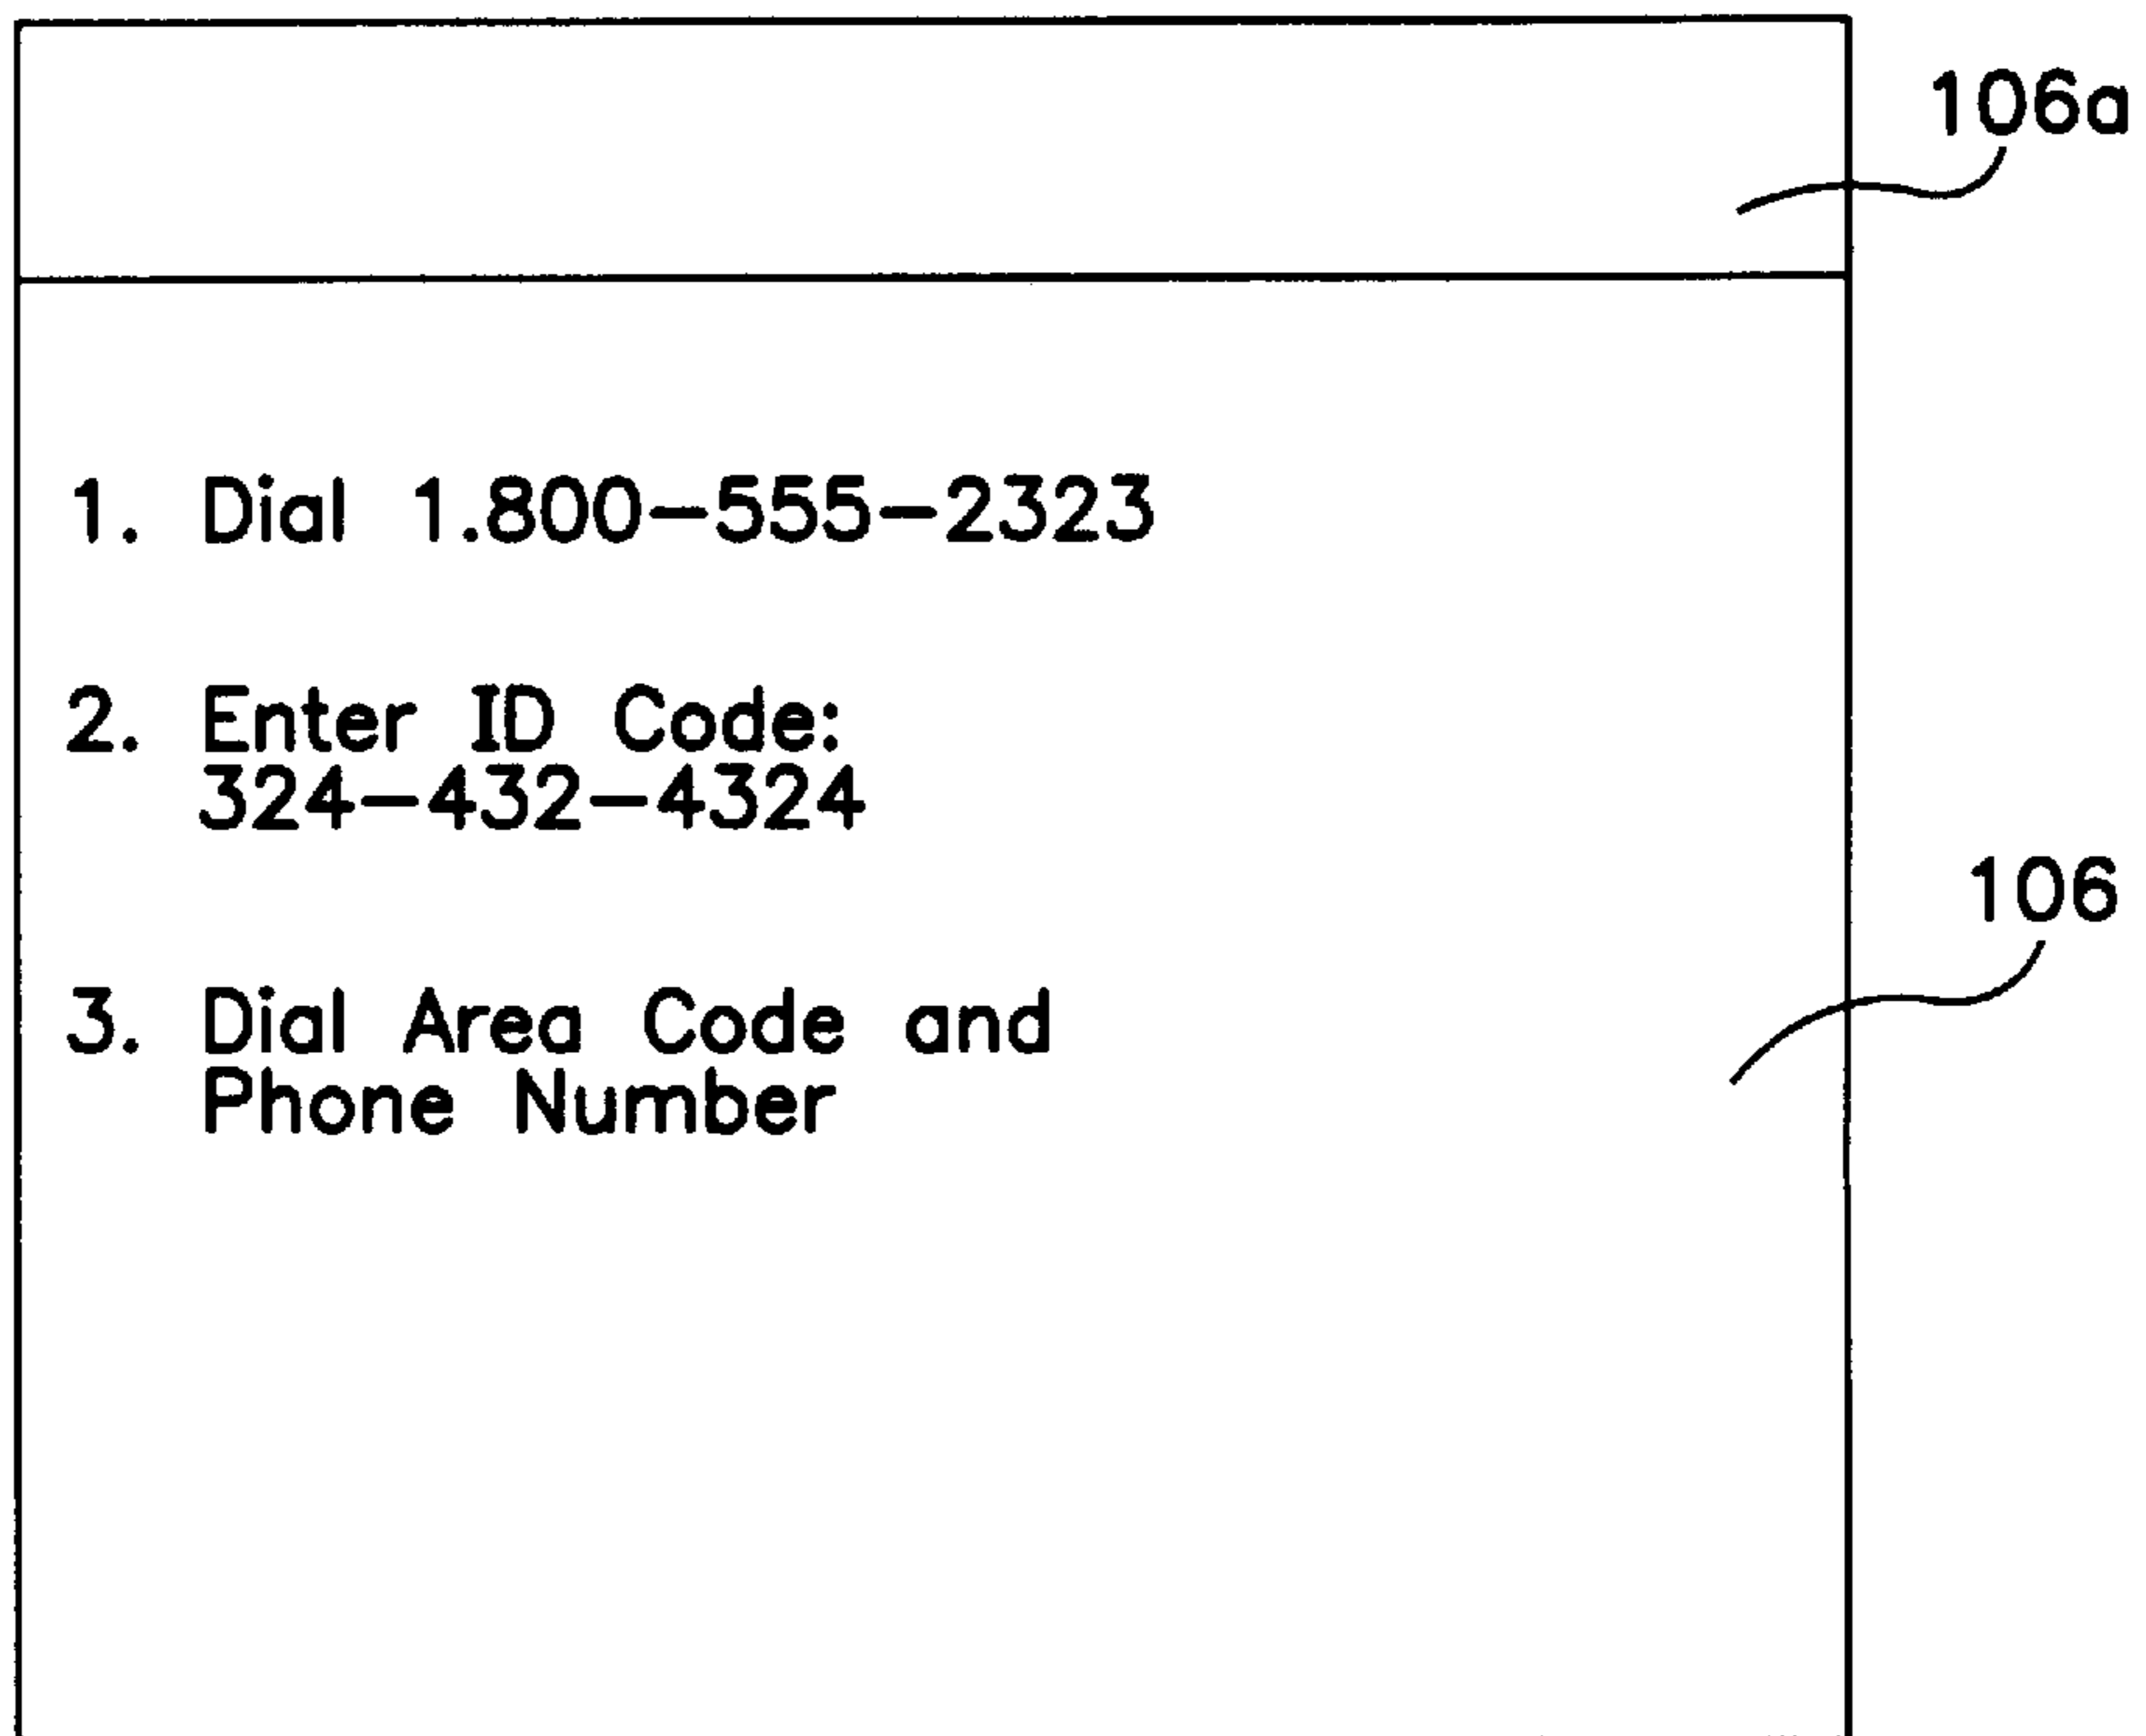 106a
1. Dial 1.800-555-2323
2. Enter ID Code:
324-432-4324
106
3. Dial Area Code and
Phone Number